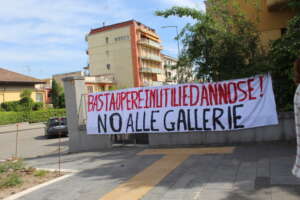 BASTA OPERE INUTILI E DANNOSE!
NO ALLE GALLERIE